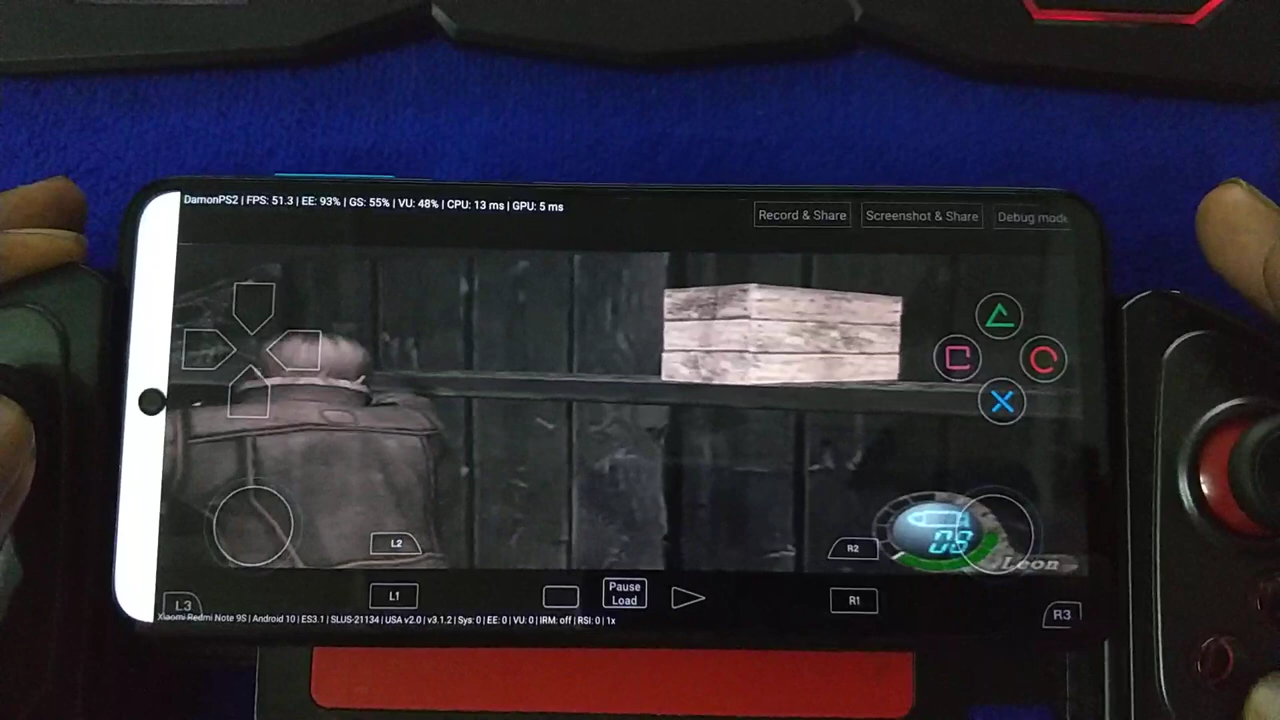 DamonPS2 | FPS: 51.3 | EE: 93% | GS: 55% | VU: 48% | CPU: 13 ms | GPU: 5 ms
Record & Share
Screenshot & Share
Debug mode
L2
R2
08
Leon
L1
Pause
Load
R1
L3
R3
Xiaomi Redmi Note 9S | Android 10 | ES3.1 | SLUS-21134 | USA v2.0 | v3.1.2 | Sys: 0 | EE: 0 | VU: 0 | IRM: off | RSI: 0 | 1x